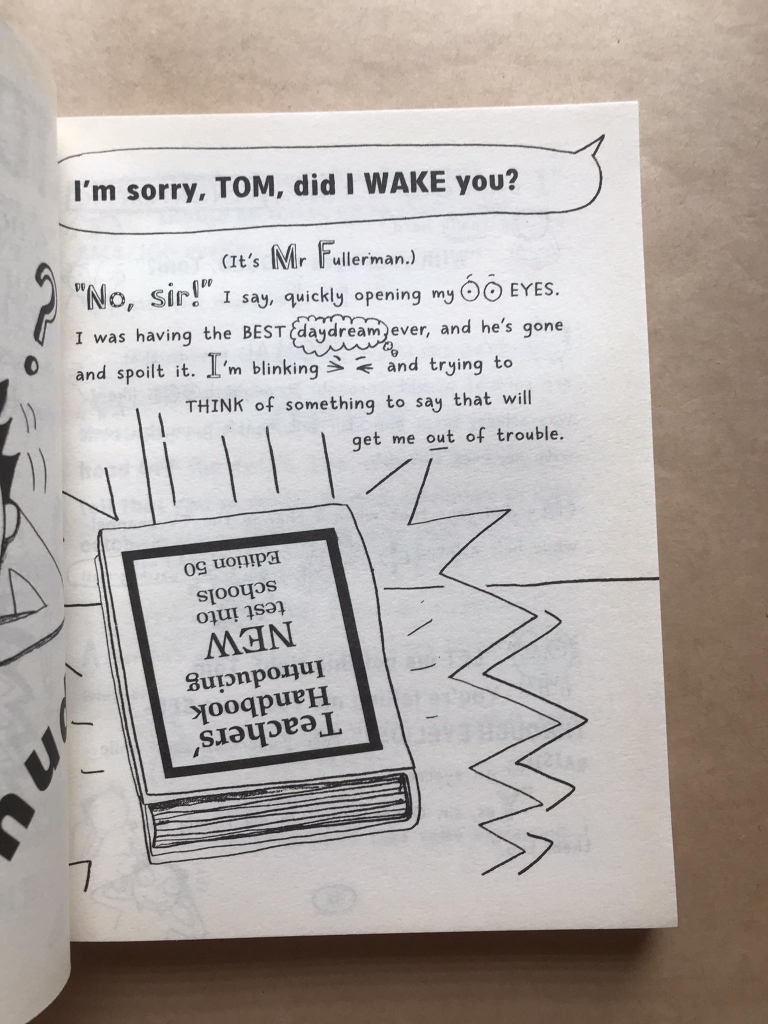 I'm sorry, TOM, did I WAKE you?
(It's Mr Fullerman.)
"No, sir!" I say, quickly opening my EYES.
I was having the BEST daydream ever, and he's gone
and spoilt it. I'm blinking and trying to
THINK of something to say that will
get me out of trouble.
Teachers'
Handbook
Introducing
NEW
test into
schools
Edition 50